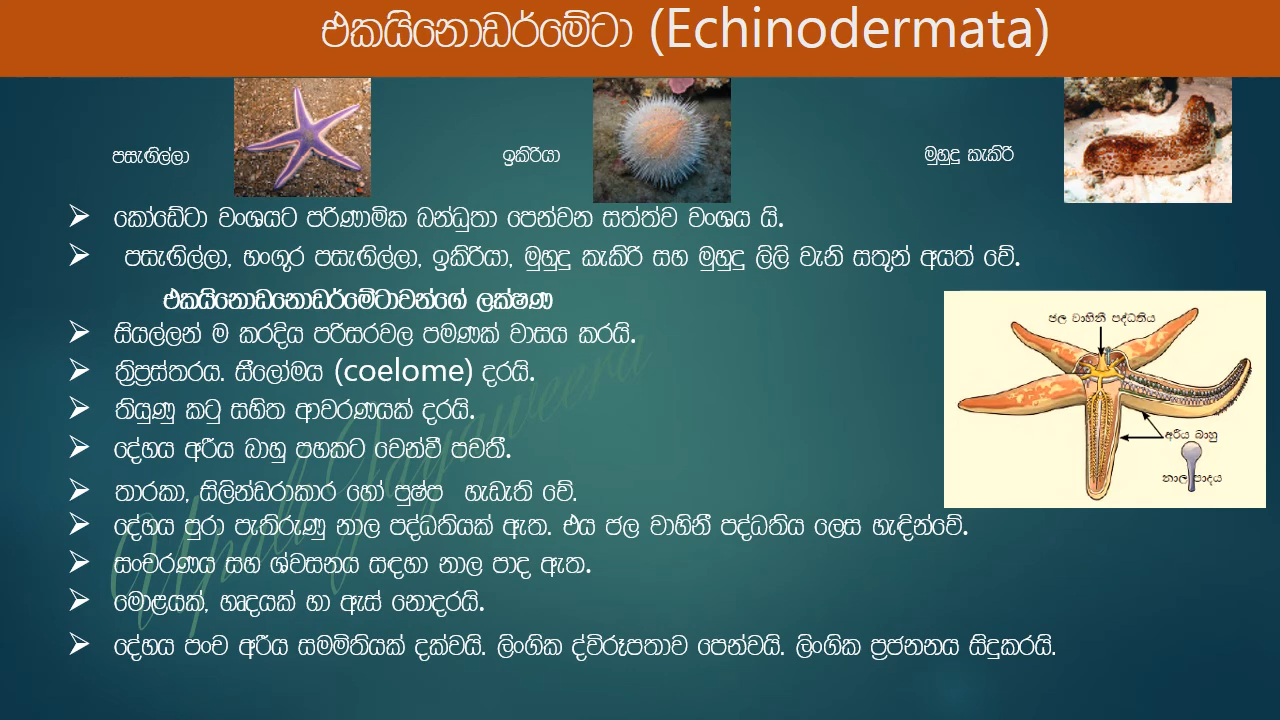 එකයිනොඩර්මේටා (Echinodermata)
පසැඟිල්ලා
ඉකිරියා
මුහුදු කැකිරි
කෝඩේටා වංශයට පරිණාමික බන්ධුතා පෙන්වන සත්ත්ව වංශය යි.
පසැඟිල්ලා, භංගුර පසැඟිල්ලා, ඉකිරියා, මුහුදු කැකිරි සහ මුහුදු ලිලි වැනි සතුන් අයත් වේ.
එකයිනොඩනොඩර්මේටාවන්ගේ ලක්ෂණ
සියල්ලන් ම කරදිය පරිසරවල පමණක් වාසය කරයි.
ත්‍රිප්‍රස්තරය. සීලෝමය (coelome) දරයි.
තියුණු කටු සහිත ආවරණයක් දරයි.
දේහය අරීය බාහු පහකට වෙන්වී පවතී.
තාරකා, සිලින්ඩරාකාර හෝ පුෂ්ප හැඩැති වේ.
දේහය පුරා පැතිරුණු නාල පද්ධතියක් ඇත. එය ජල වාහිනී පද්ධතිය ලෙස හැඳින්වේ.
සංචරණය සහ ශ්වසනය සඳහා නාල පාද ඇත.
මොළයක්, හෘදයක් හා ඇස් නොදරයි.
දේහය පංච අරීය සමමිතියක් දක්වයි. ලිංගික ද්විරූපතාව පෙන්වයි. ලිංගික ප්‍රජනනය සිදුකරයි.
ජල වාහිනී පද්ධතිය
අරීය බාහු
නාල පාදය
Upali Jayaweera